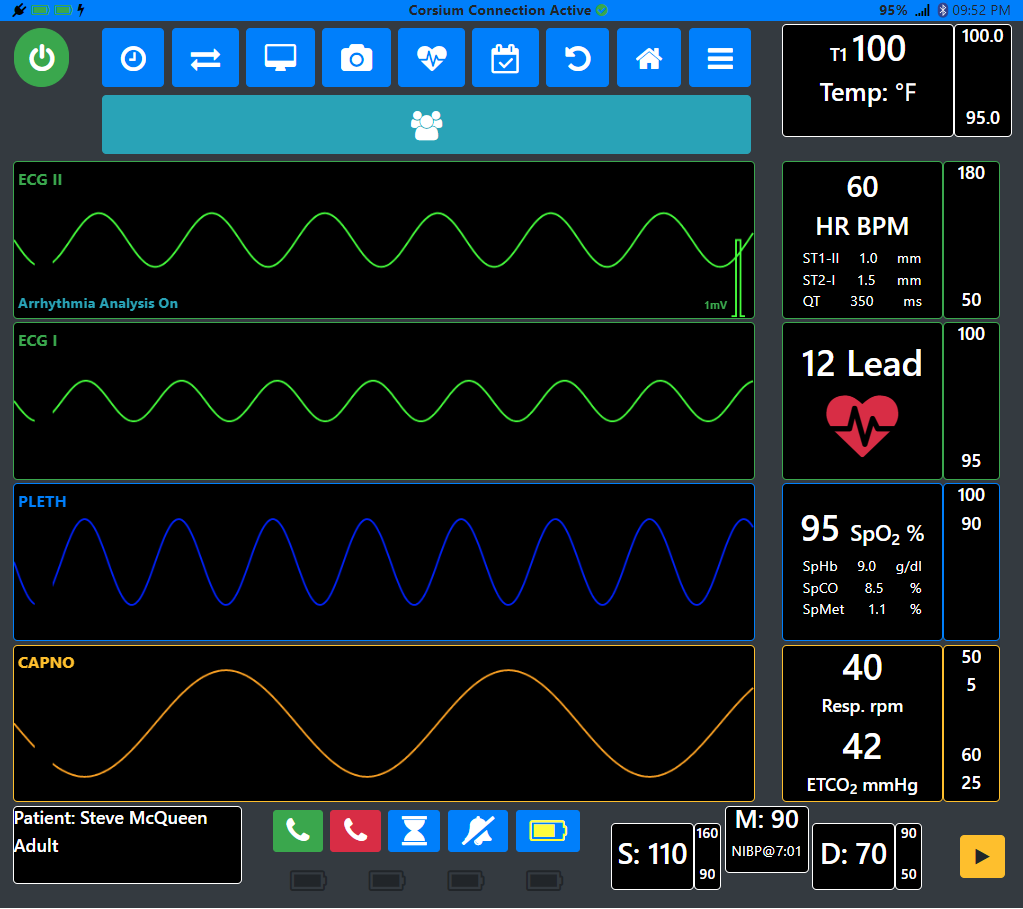 Corsium Connection Active
95% 09:52 PM
T1 100
Temp: °F
100.0
95.0
ECG II
Arrhythmia Analysis On
1mV
60
HR BPM
ST1-II 1.0 mm
ST2-I 1.5 mm
QT 350 ms
180
50
ECG I
12 Lead
100
95
PLETH
95 SpO₂ %
SpHb 9.0 g/dl
SpCO 8.5 %
SpMet 1.1 %
100
90
CAPNO
40
Resp. rpm
42
ETCO₂ mmHg
50
5
60
25
Patient: Steve McQueen
Adult
S: 110
160
90
M: 90
NIBP@7:01
D: 70
90
50